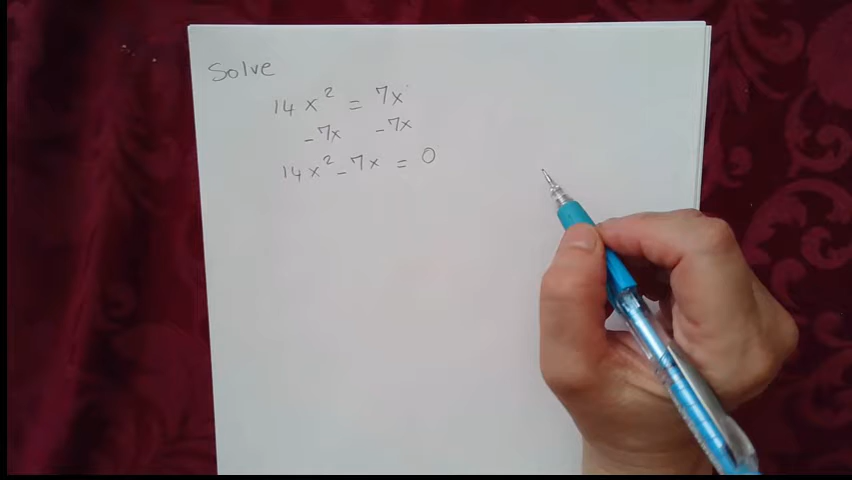 Solve
14x² = 7x
-7x -7x
14x² - 7x = 0